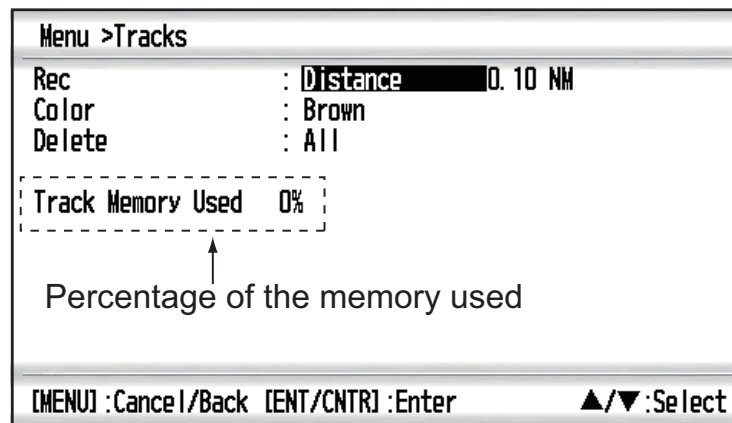 Menu >Tracks
Rec : Distance 0.10 NM
Color : Brown
Delete : All
Track Memory Used 0%
Percentage of the memory used
[MENU] :Cancel/Back [ENT/CNTR] :Enter ▲/▼ :Select